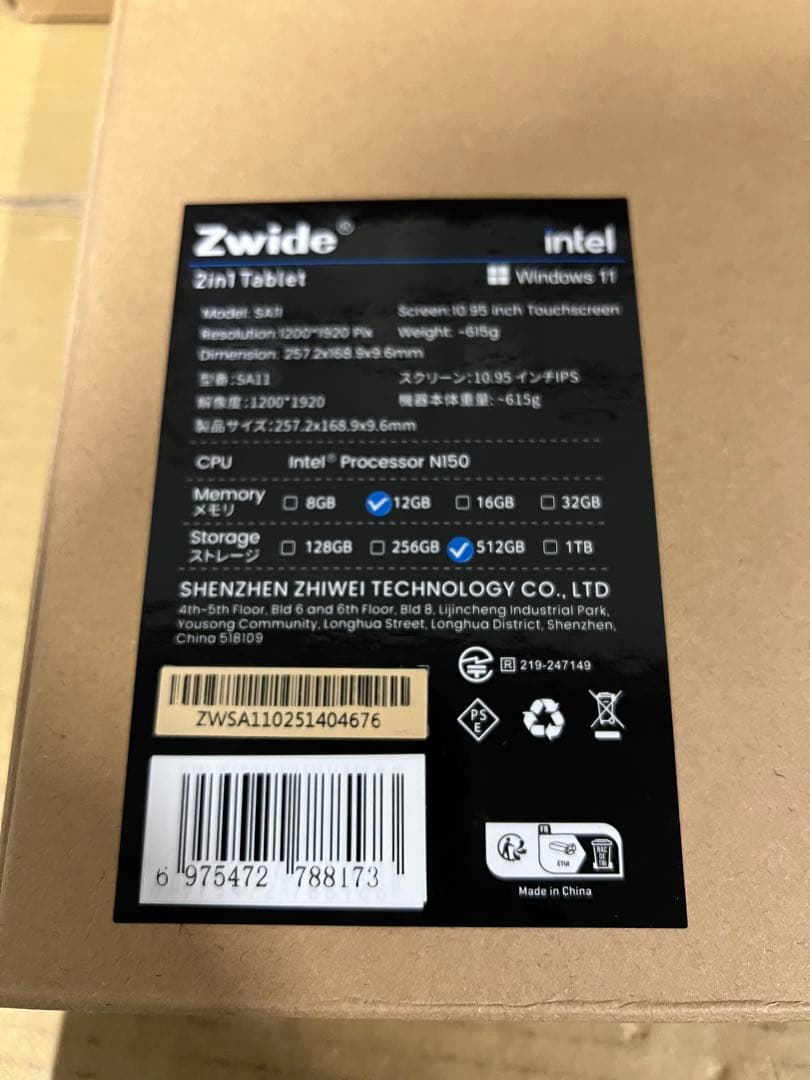 Zwide® intel
2in1 Tablet Windows 11
Model: SA11 Screen:10.95 inch Touchscreen
Resolution:1200*1920 Pix Weight: ~615g
Dimension: 257.2x168.9x9.6mm
型番:SA11 スクリーン:10.95 インチIPS
解像度:1200*1920 機器本体重量: ~615g
製品サイズ:257.2x168.9x9.6mm
CPU Intel® Processor N150
Memory 8GB 12GB 16GB 32GB
メモリ
Storage 128GB 256GB 512GB 1TB
ストレージ
SHENZHEN ZHIWEI TECHNOLOGY CO., LTD
4th-5th Floor, Bld 6 and 6th Floor, Bld 8, Lijincheng Industrial Park,
Yousong Community, Longhua Street, Longhua District, Shenzhen,
China 518109
R 219-247149
ZWSA110251404676
PS
E
6 975472 788173
FR
ÉTUI
BAC
DE
TRI
Made in China